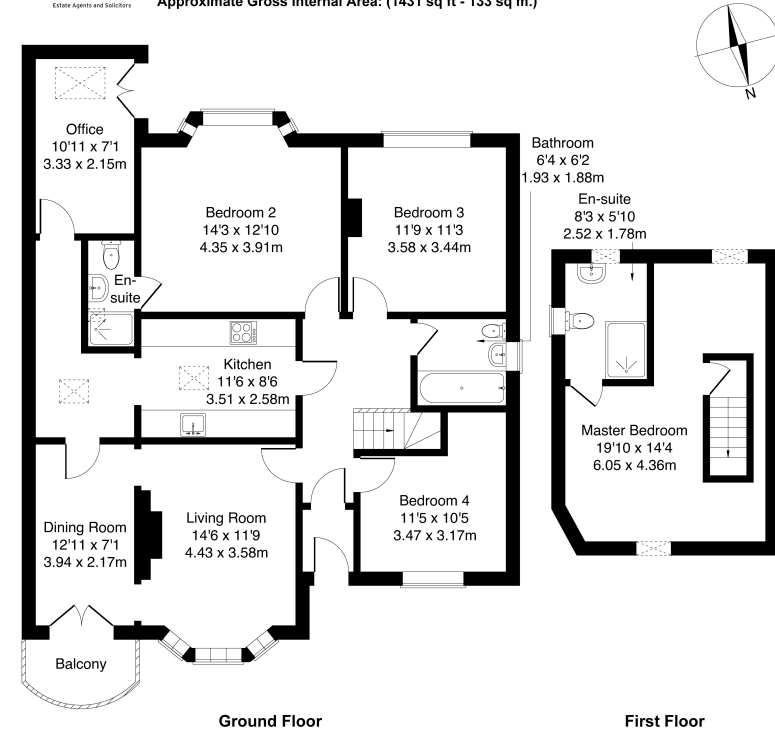 Estate Agents and Solicitors
Approximate Gross Internal Area: (1431 sq ft - 133 sq m.)
N
Office
10'11 x 7'1
3.33 x 2.15m
Bedroom 2
14'3 x 12'10
4.35 x 3.91m
Bedroom 3
11'9 x 11'3
3.58 x 3.44m
Bathroom
6'4 x 6'2
1.93 x 1.88m
En-suite
8'3 x 5'10
2.52 x 1.78m
En-
suite
Kitchen
11'6 x 8'6
3.51 x 2.58m
Master Bedroom
19'10 x 14'4
6.05 x 4.36m
Dining Room
12'11 x 7'1
3.94 x 2.17m
Living Room
14'6 x 11'9
4.43 x 3.58m
Bedroom 4
11'5 x 10'5
3.47 x 3.17m
Balcony
Ground Floor
First Floor